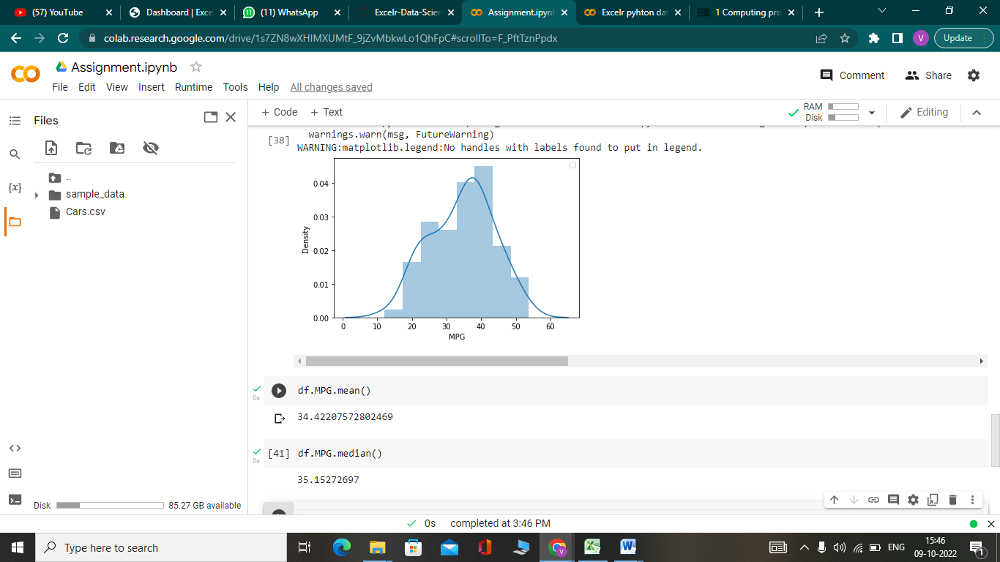 (57) YouTube
Dashboard | Exce
(11) WhatsApp
Excelr-Data-Scien
Assignment.ipynb
Excelr pyhton dat
1 Computing pro
colab.research.google.com/drive/1s7ZN8wXHIMXUMtF_9jZvMbkwLo1QhFpC#scrollTo=F_PftTznPpdx
V
Update
Assignment.ipynb
File Edit View Insert Runtime Tools Help All changes saved
Comment
Share
Files
+ Code + Text
RAM
Disk
Editing
..
sample_data
Cars.csv
{x}
[38]
warnings.warn(msg, FutureWarning)
WARNING:matplotlib.legend:No handles with labels found to put in legend.
0.04
0.03
0.02
0.01
0.00
Density
0 10 20 30 40 50 60
MPG
0s
df.MPG.mean()
34.42207572802469
0s
[41]
df.MPG.median()
35.15272697
Disk
85.27 GB available
0s completed at 3:46 PM
Type here to search
V
ENG
15:46
09-10-2022
1